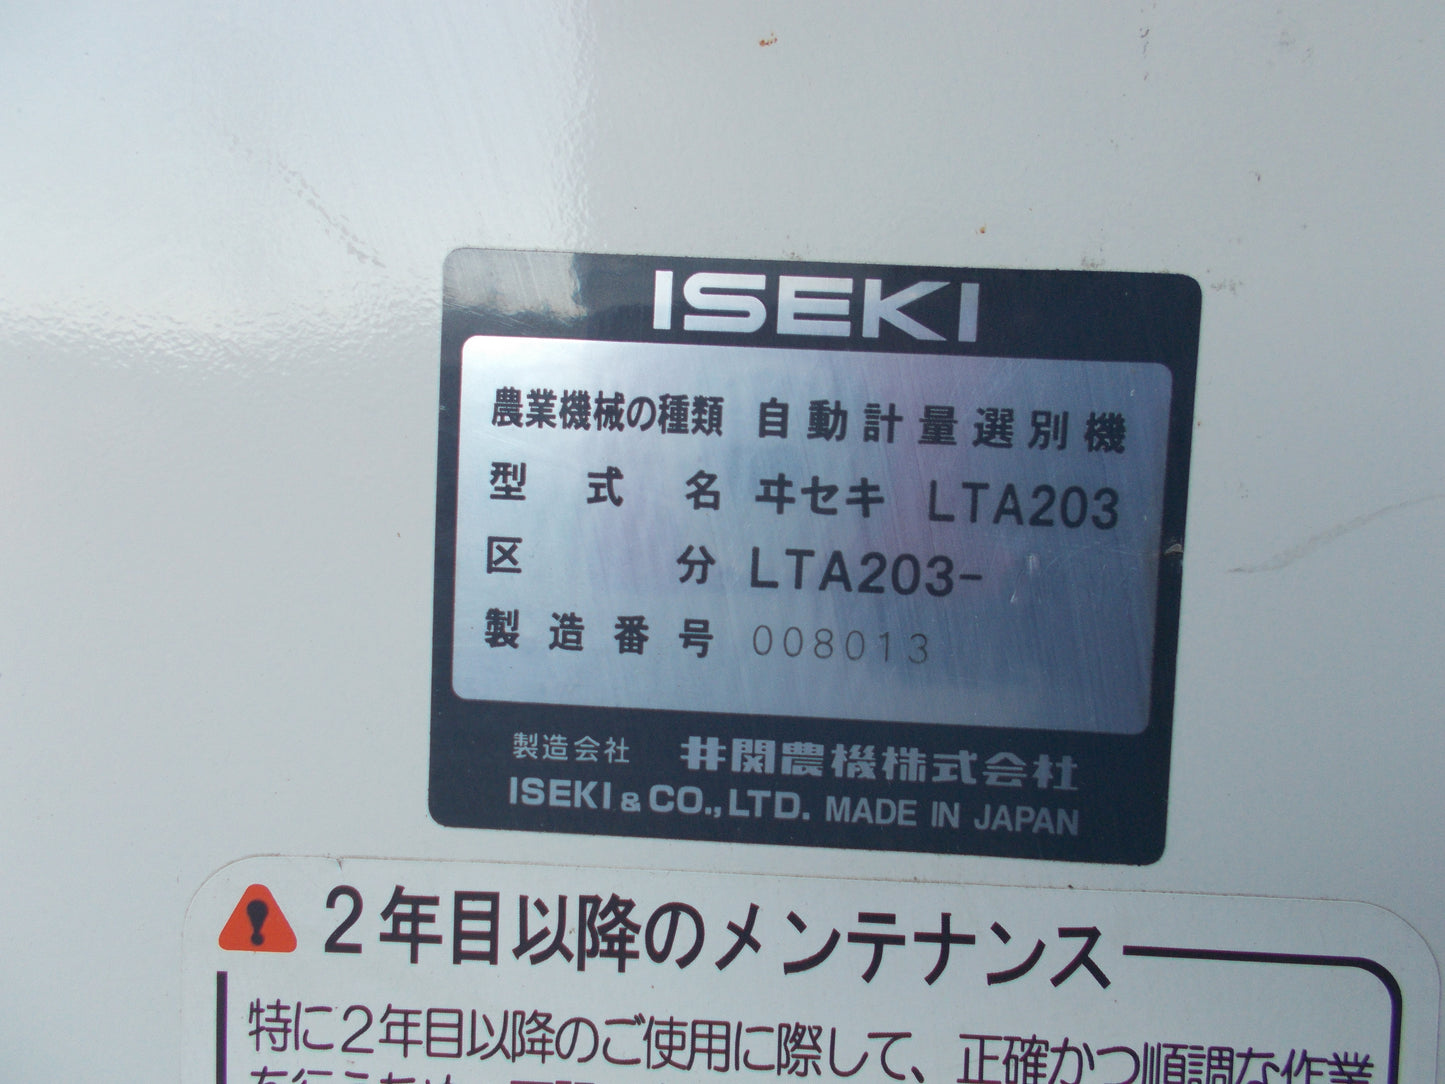 ISEKI
農業機械の種類 自動計量選別機
型式名 ヰセキ LTA203
区分 LTA203-
製造番号 008013
製造会社 井関農機株式会社
ISEKI & CO., LTD. MADE IN JAPAN
2年目以降のメンテナンス
特に2年目以降のご使用に際して、正確かつ順調な作業